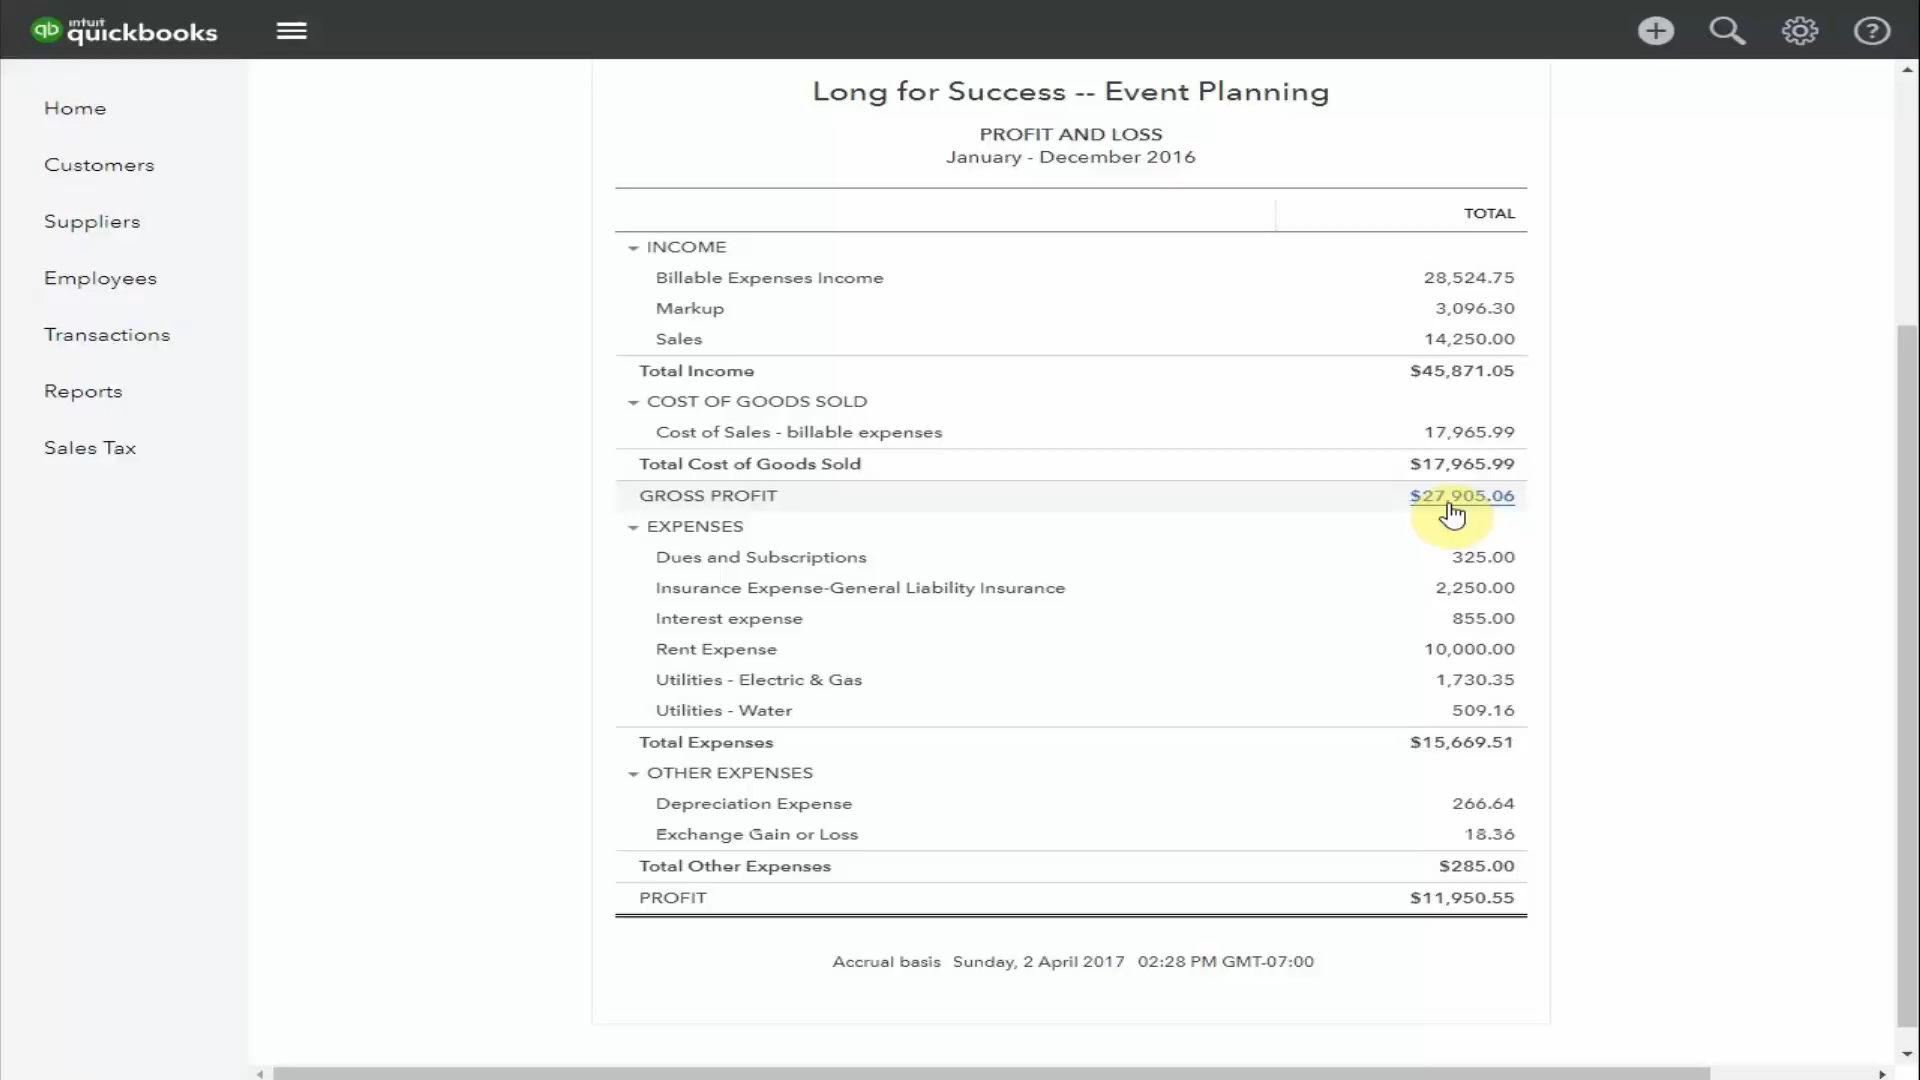 intuit
quickbooks
Home
Customers
Suppliers
Employees
Transactions
Reports
Sales Tax
Long for Success -- Event Planning
PROFIT AND LOSS
January - December 2016
TOTAL
INCOME
Billable Expenses Income 28,524.75
Markup 3,096.30
Sales 14,250.00
Total Income $45,871.05
COST OF GOODS SOLD
Cost of Sales - billable expenses 17,965.99
Total Cost of Goods Sold $17,965.99
GROSS PROFIT $27,905.06
EXPENSES
Dues and Subscriptions 325.00
Insurance Expense-General Liability Insurance 2,250.00
Interest expense 855.00
Rent Expense 10,000.00
Utilities - Electric & Gas 1,730.35
Utilities - Water 509.16
Total Expenses $15,669.51
OTHER EXPENSES
Depreciation Expense 266.64
Exchange Gain or Loss 18.36
Total Other Expenses $285.00
PROFIT $11,950.55
Accrual basis Sunday, 2 April 2017 02:28 PM GMT-07:00